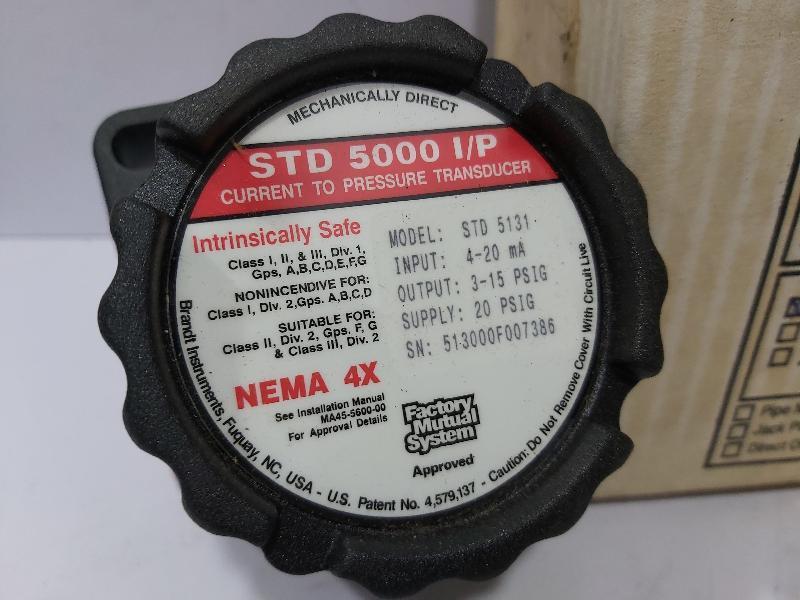 MECHANICALLY DIRECT
STD 5000 I/P
CURRENT TO PRESSURE TRANSDUCER
Intrinsically Safe
Class I, II, & III, Div. 1,
Gps, A,B,C,D,E,F,G
NONINCENDIVE FOR:
Class I, Div. 2,Gps. A,B,C,D
SUITABLE FOR:
Class II, Div. 2, Gps. F, G
& Class III, Div. 2
NEMA 4X
See Installation Manual
MA45-5600-00
For Approval Details
MODEL: STD 5131
INPUT: 4-20 mA
OUTPUT: 3-15 PSIG
SUPPLY: 20 PSIG
SN: 513000F007386
Factory
Mutual
System
Approved
Brandt Instruments, Fuquay, NC, USA - U.S. Patent No. 4,579,137 - Caution: Do Not Remove Cover With Circuit Live
Pipe
Jack
Direct